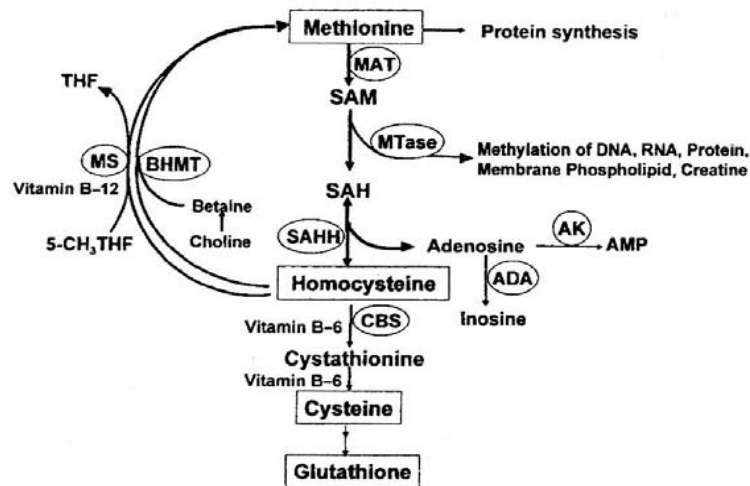 Methionine
Protein synthesis
MAT
THF
SAM
MTase
MS
BHMT
Methylation of DNA, RNA, Protein,
Membrane Phospholipid, Creatine
Vitamin B-12
SAH
Betaine
5-CH₃THF
Choline
SAHH
Adenosine
AK
AMP
Homocysteine
ADA
Vitamin B-6
CBS
Inosine
Cystathionine
Vitamin B-6
Cysteine
Glutathione